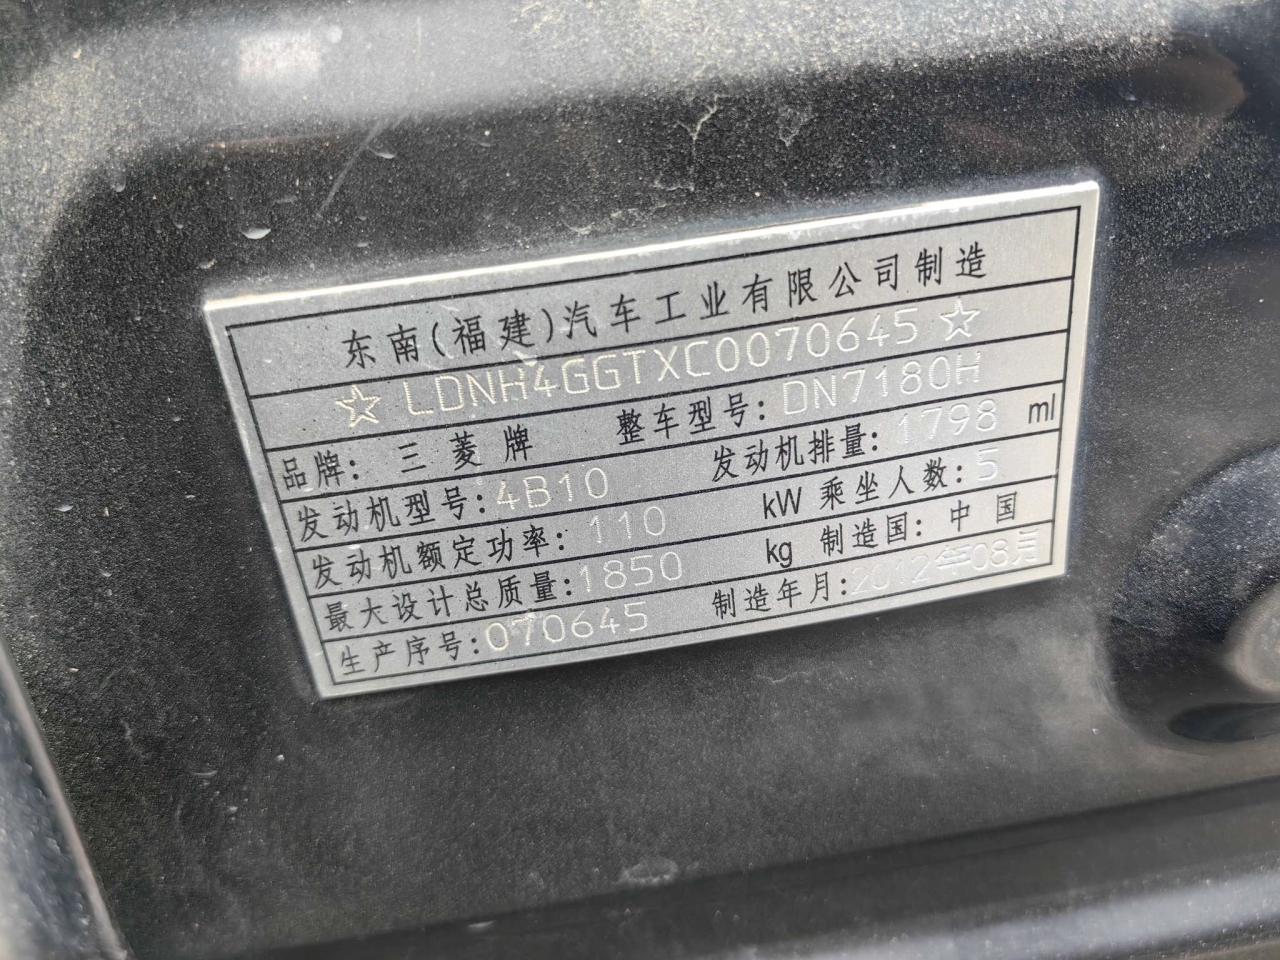 东南(福建)汽车工业有限公司制造
☆ LDNH4GGTXC0070645 ☆
品牌: 三菱牌 整车型号: DN7180H
发动机型号: 4B10 发动机排量: 1798 ml
发动机额定功率: 110 kW 乘坐人数: 5
最大设计总质量: 1850 kg 制造国: 中国
生产序号: 070645 制造年月: 2012年08月